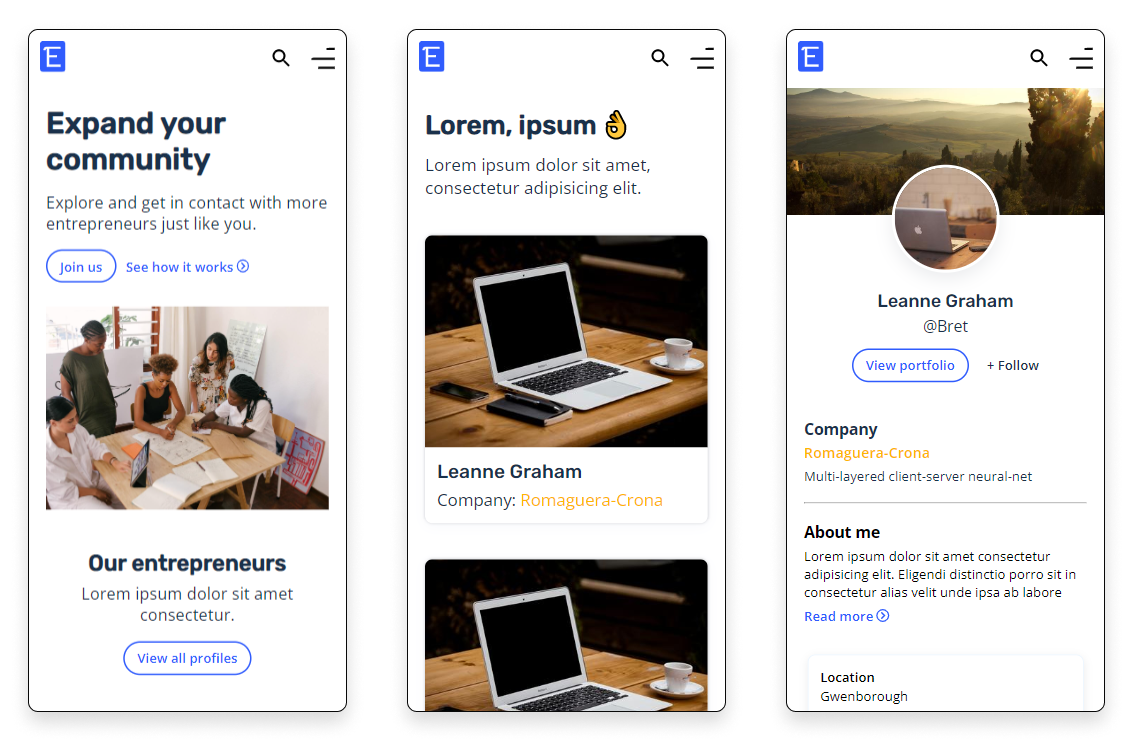 E
Expand your
community
Explore and get in contact with more
entrepreneurs just like you.
Join us
See how it works
Our entrepreneurs
Lorem ipsum dolor sit amet
consectetur.
View all profiles
E
Lorem, ipsum 👌
Lorem ipsum dolor sit amet,
consectetur adipisicing elit.
Leanne Graham
Company: Romaguera-Crona
E
Leanne Graham
@Bret
View portfolio
+ Follow
Company
Romaguera-Crona
Multi-layered client-server neural-net
About me
Lorem ipsum dolor sit amet consectetur
adipisicing elit. Eligendi distinctio porro sit in
consectetur alias velit unde ipsa ab labore
Read more
Location
Gwenborough